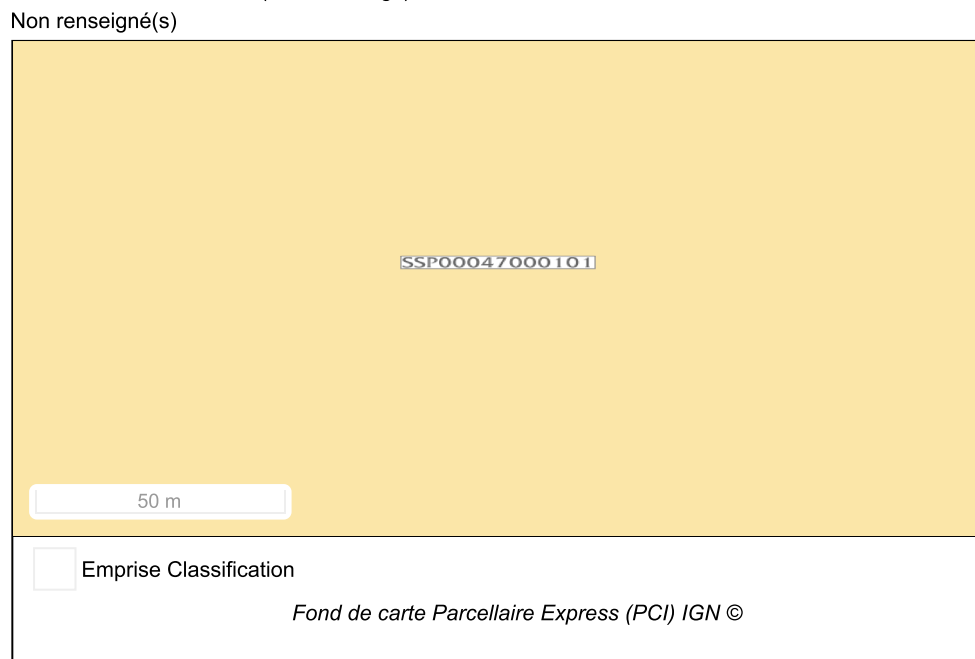 Non renseigné(s)
SSP00047000101
50 m
Emprise Classification
Fond de carte Parcellaire Express (PCI) IGN ©